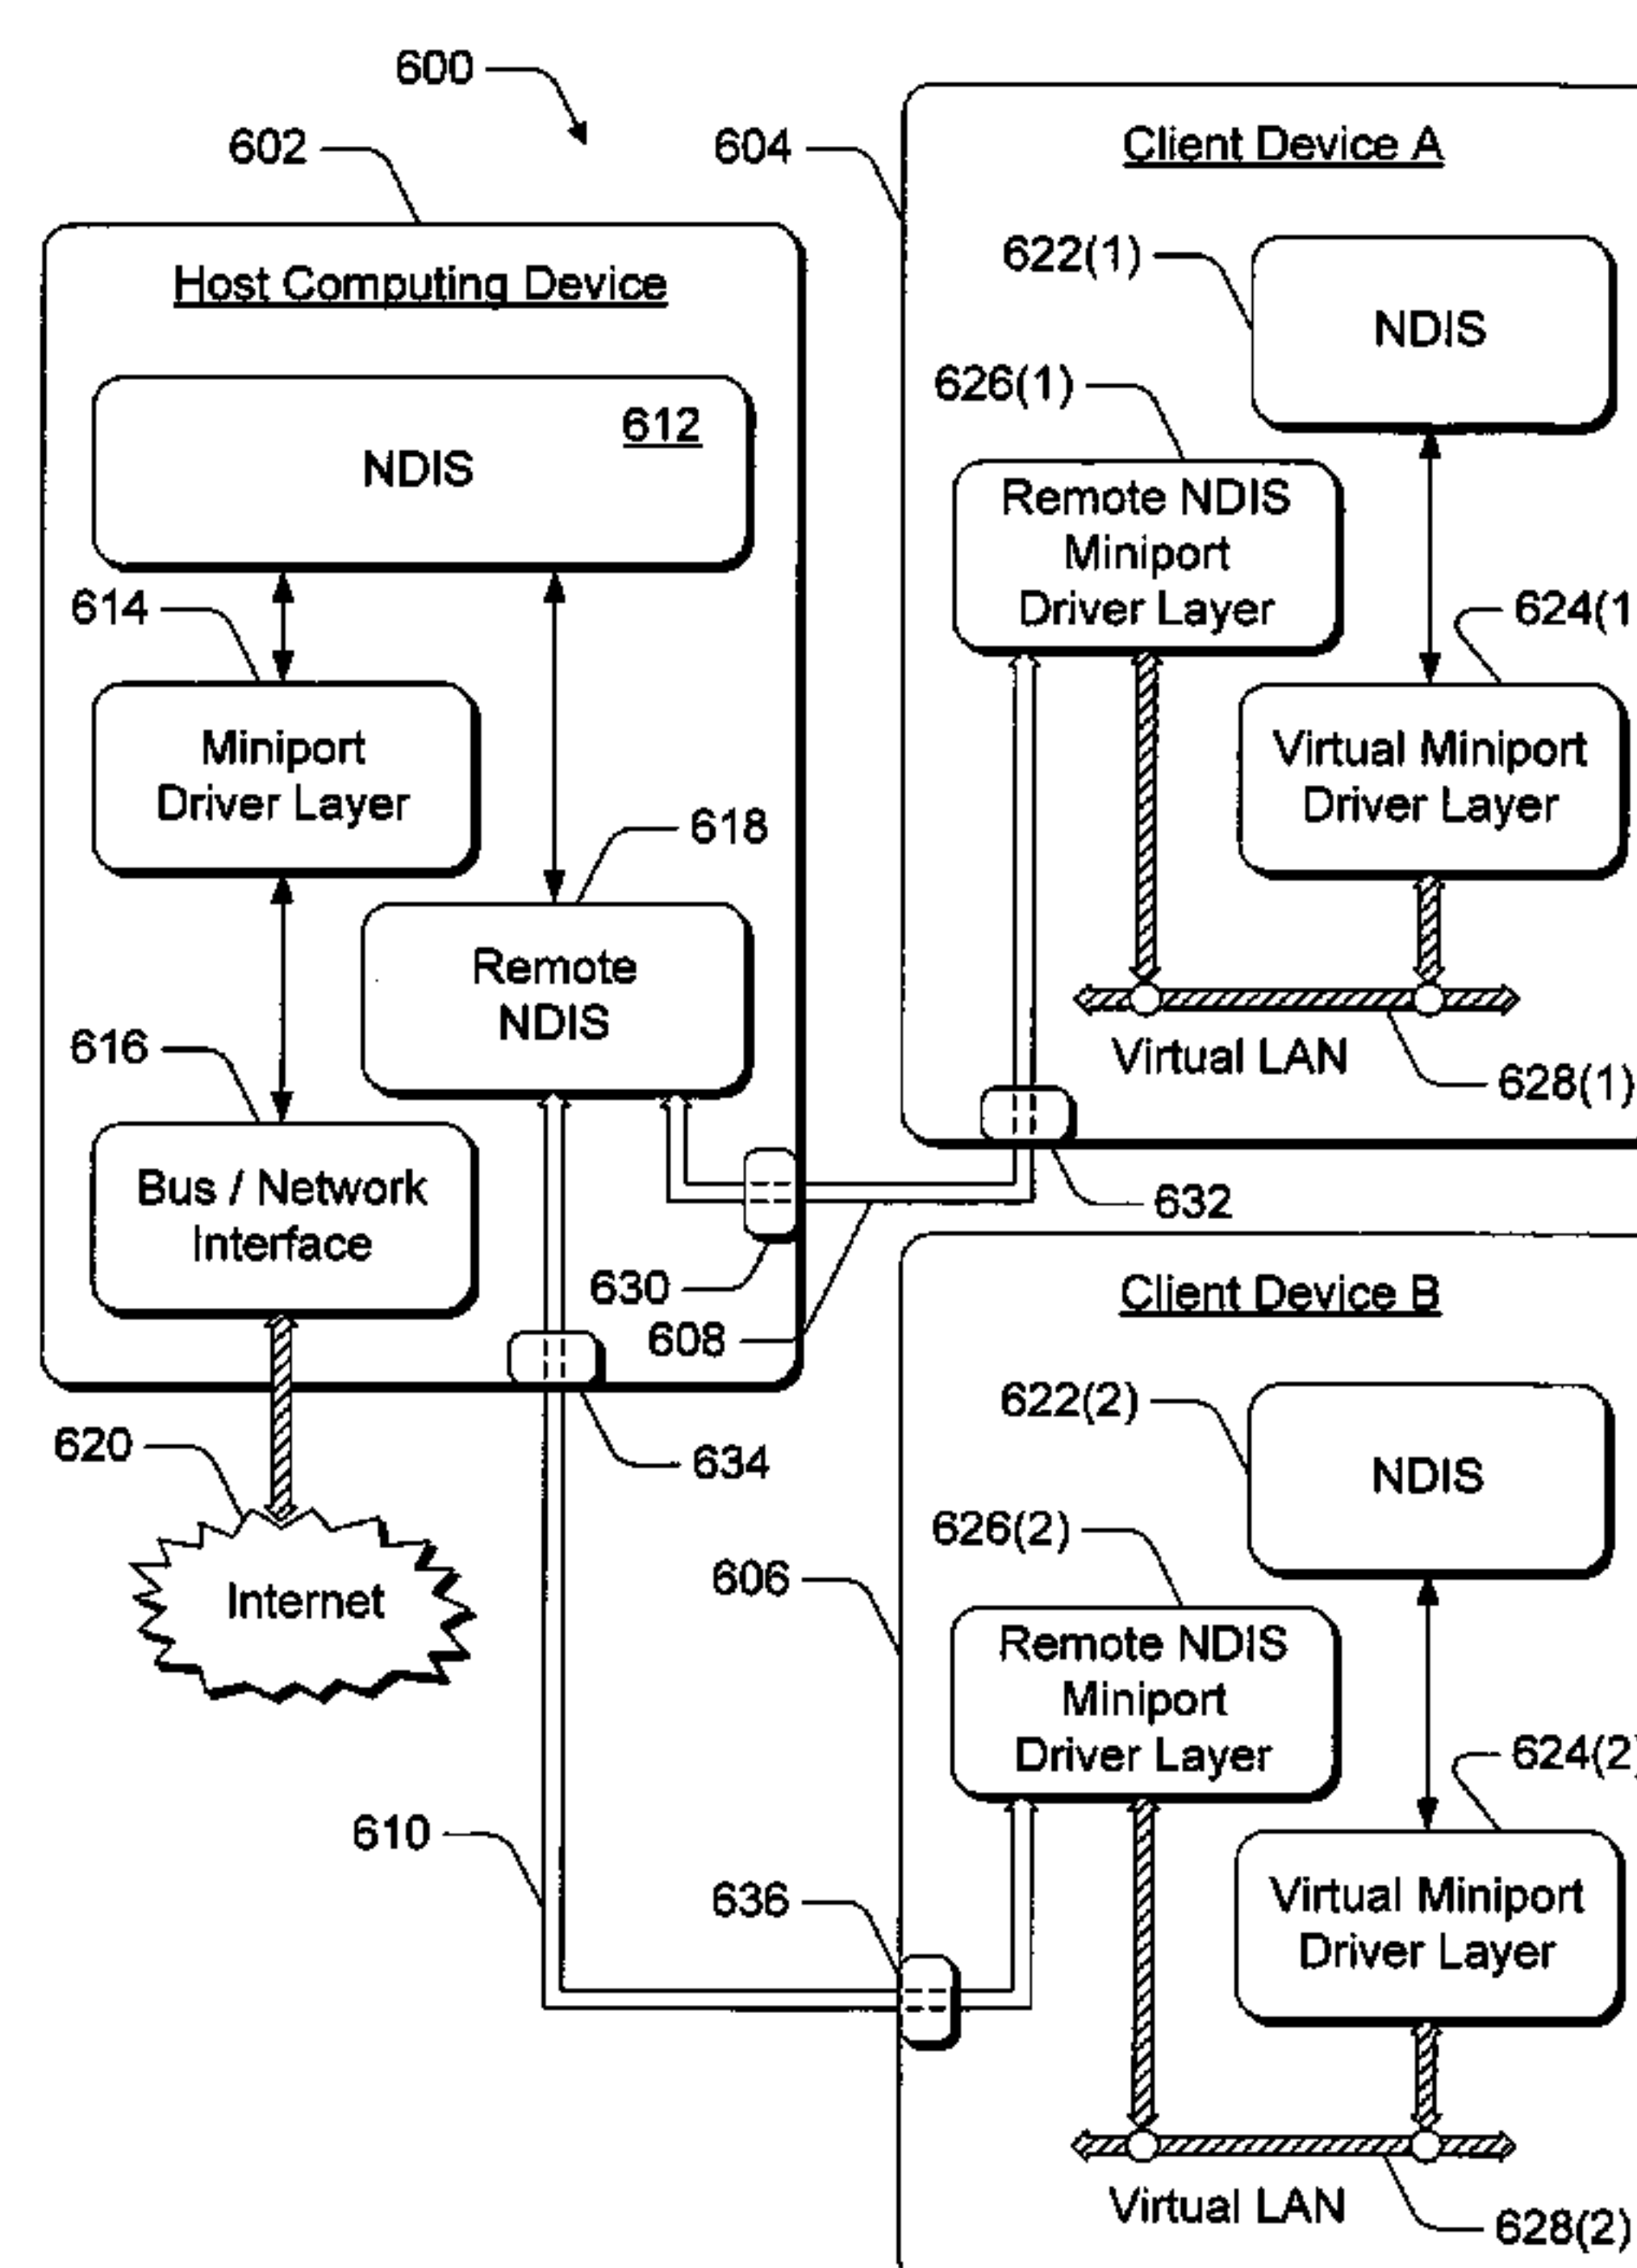 600
602
Host Computing Device
612
NDIS
614
Miniport
Driver Layer
618
Remote
NDIS
616
Bus / Network
Interface
630
608
634
620
Internet
610
604
Client Device A
622(1)
NDIS
626(1)
Remote NDIS
Miniport
Driver Layer
624(1
Virtual Miniport
Driver Layer
Virtual LAN
628(1)
632
606
Client Device B
622(2)
NDIS
626(2)
Remote NDIS
Miniport
Driver Layer
624(2)
Virtual Miniport
Driver Layer
636
Virtual LAN
628(2)